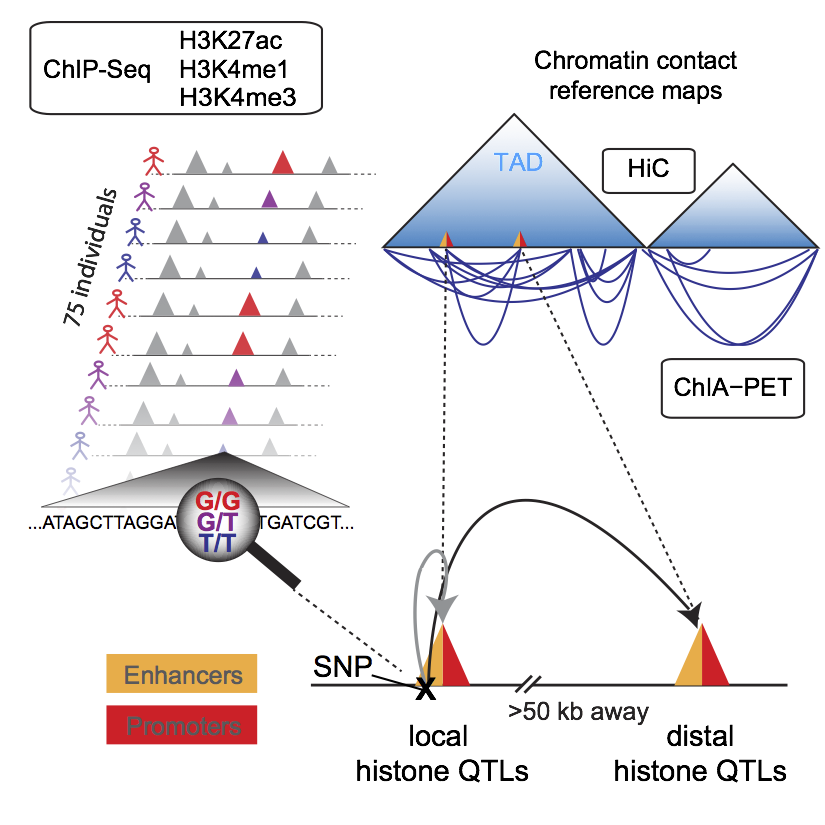 ChIP-Seq
H3K27ac
H3K4me1
H3K4me3
75 individuals
...ATAGCTTAGGAT
G/G
G/T
T/T
TGATCGT...
Chromatin contact
reference maps
TAD
HiC
ChIA−PET
Enhancers
Promoters
SNP
>50 kb away
local
histone QTLs
distal
histone QTLs